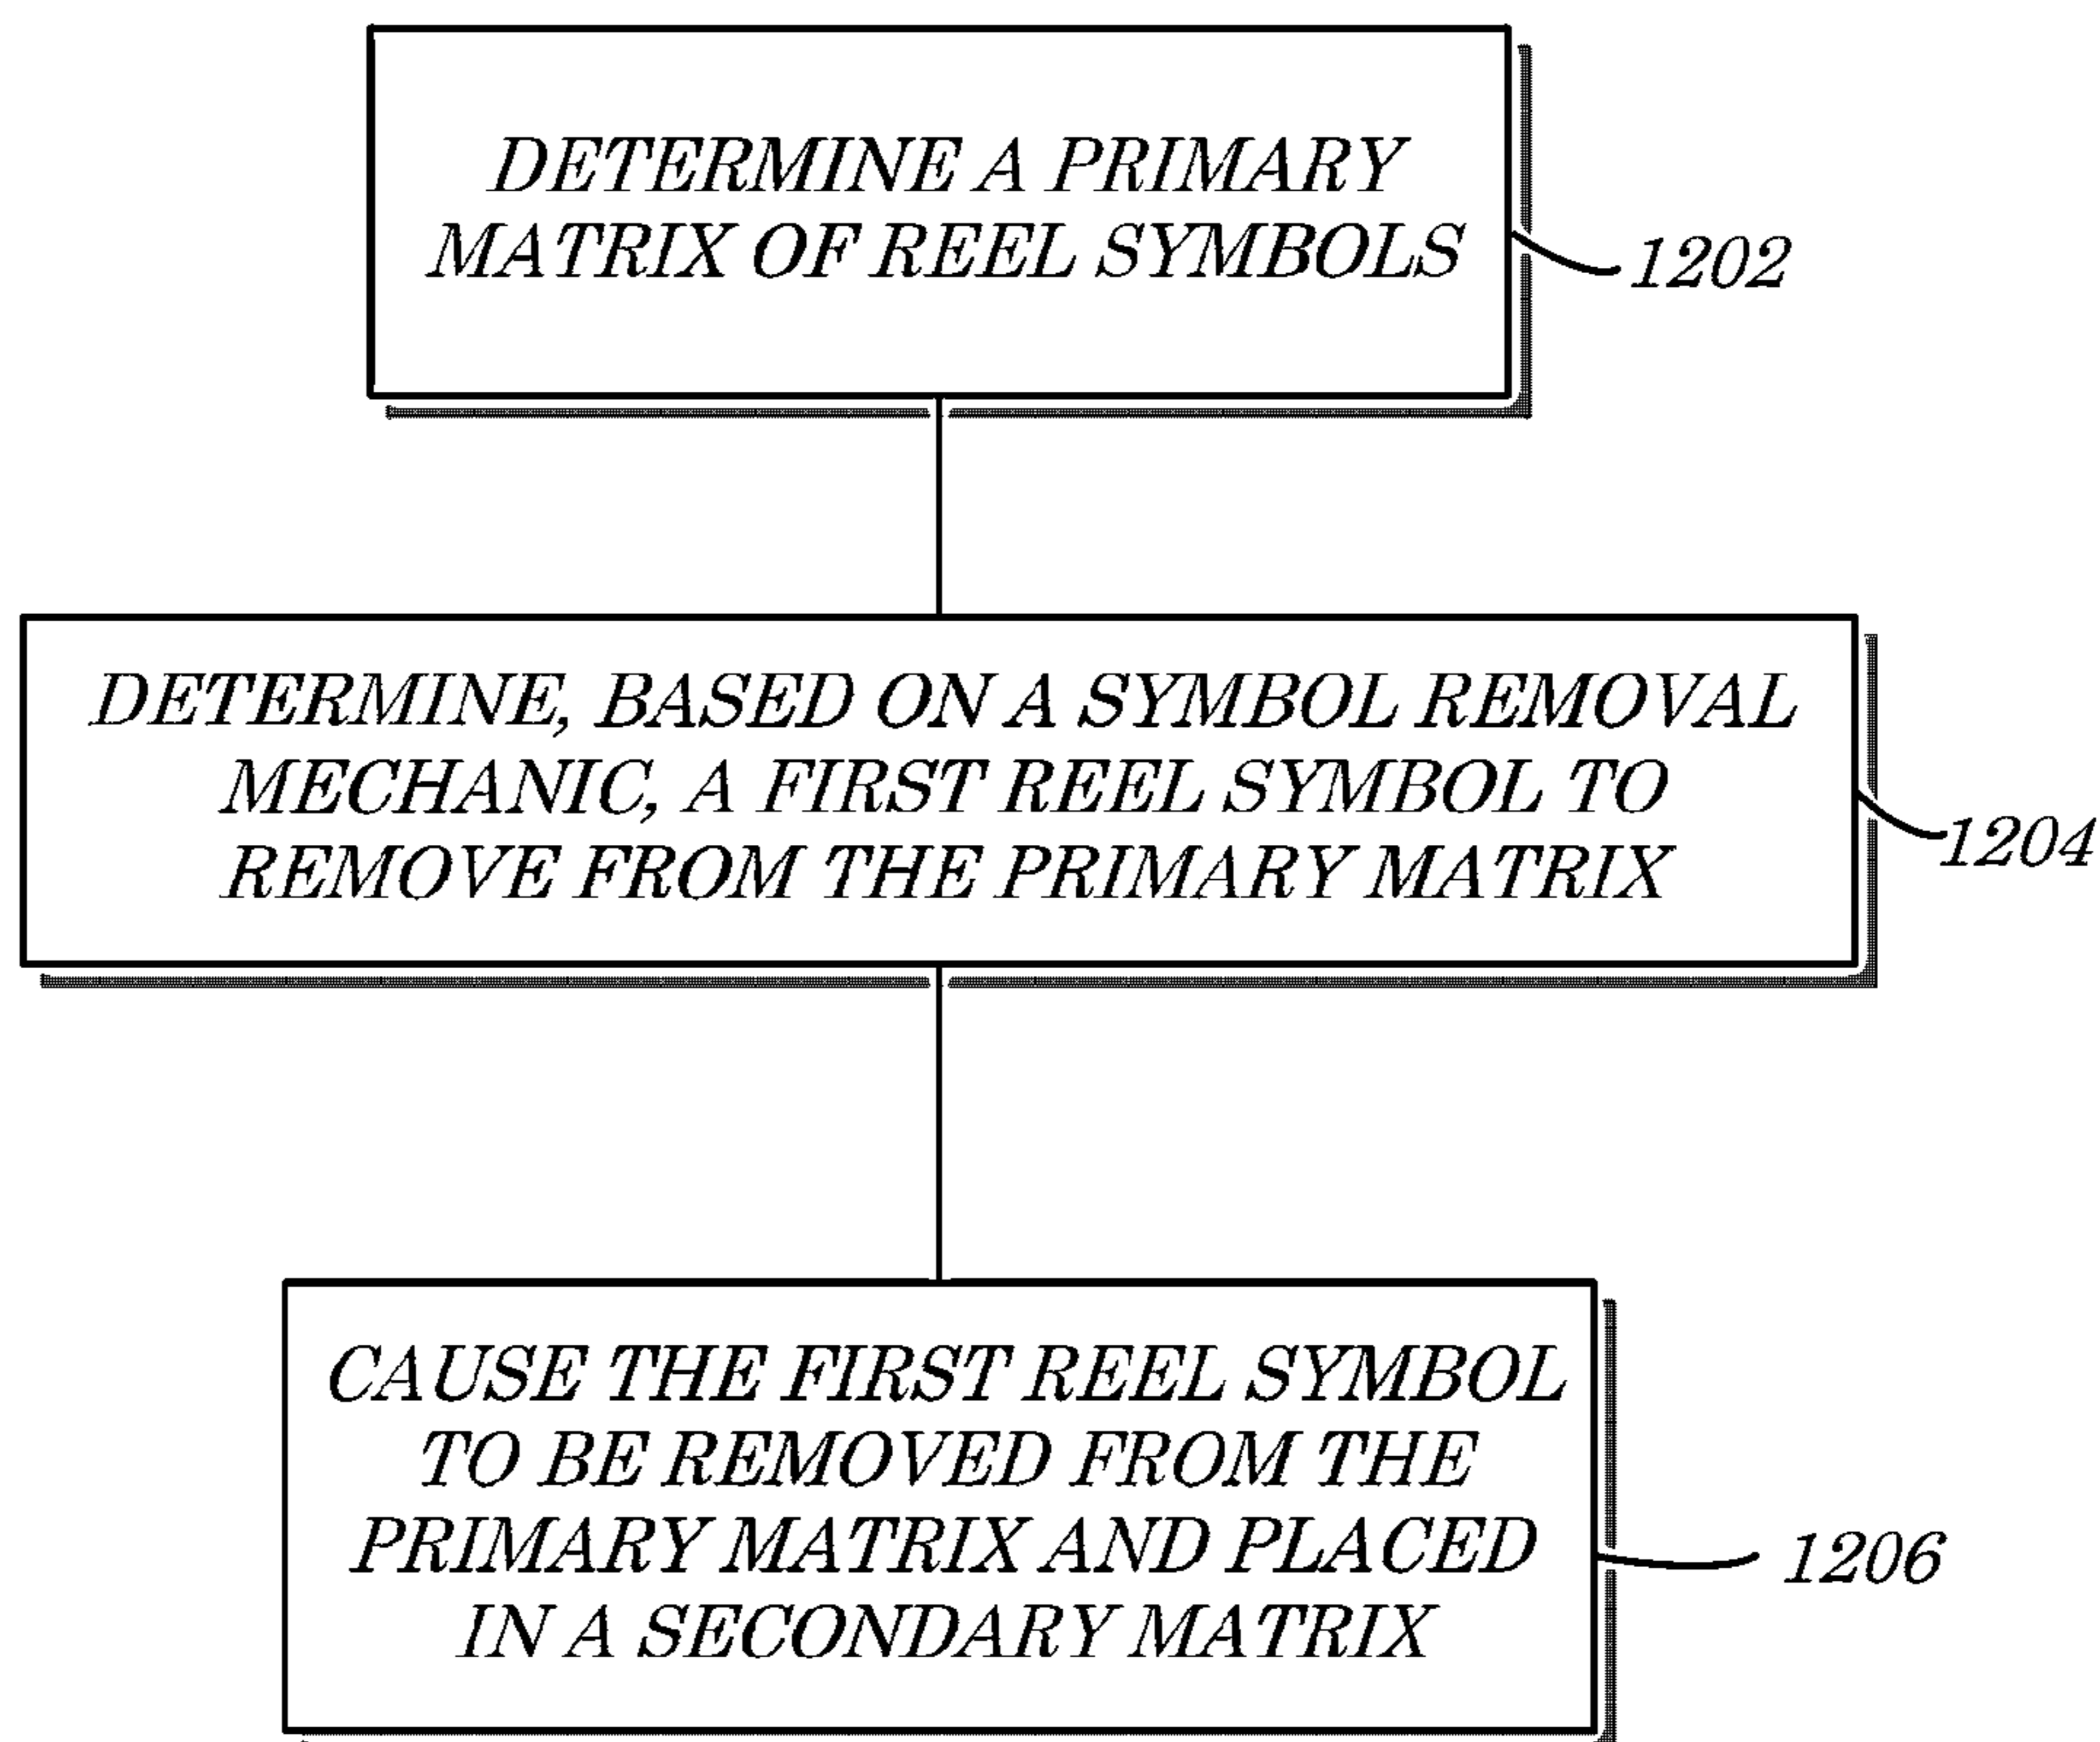 DETERMINE A PRIMARY
MATRIX OF REEL SYMBOLS
1202
DETERMINE, BASED ON A SYMBOL REMOVAL
MECHANIC, A FIRST REEL SYMBOL TO
REMOVE FROM THE PRIMARY MATRIX
1204
CAUSE THE FIRST REEL SYMBOL
TO BE REMOVED FROM THE
PRIMARY MATRIX AND PLACED
IN A SECONDARY MATRIX
1206